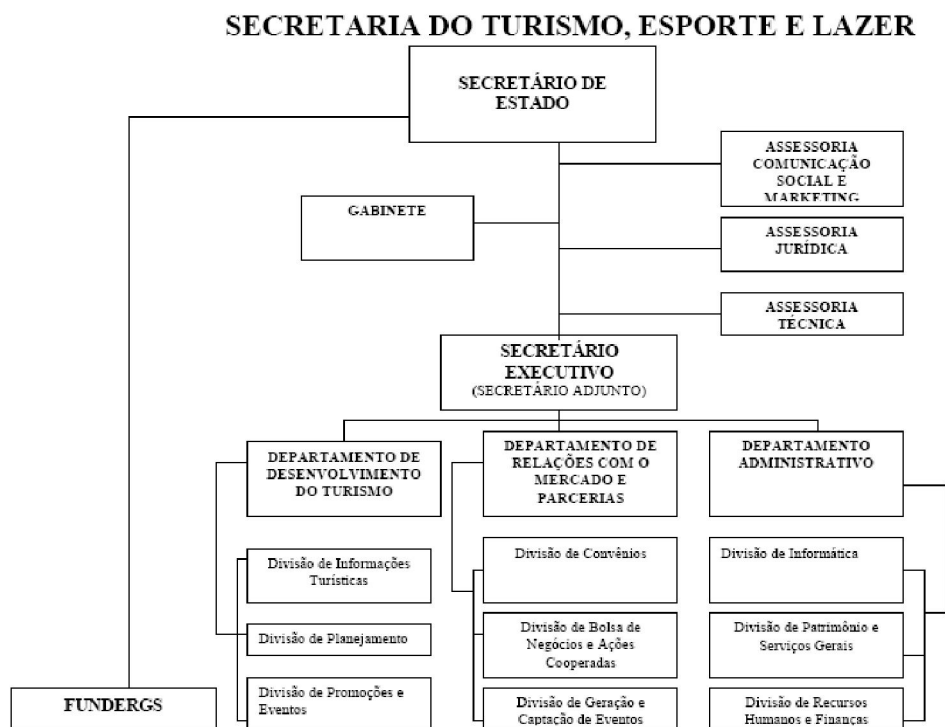 SECRETARIA DO TURISMO, ESPORTE E LAZER
SECRETÁRIO DE
ESTADO
ASSESSORIA
COMUNICAÇÃO
SOCIAL E
MARKETING
GABINETE
ASSESSORIA
JURÍDICA
ASSESSORIA
TÉCNICA
SECRETÁRIO
EXECUTIVO
(SECRETÁRIO ADJUNTO)
DEPARTAMENTO DE
DESENVOLVIMENTO
DO TURISMO
DEPARTAMENTO DE
RELAÇÕES COM O
MERCADO E
PARCERIAS
DEPARTAMENTO
ADMINISTRATIVO
Divisão de Informações
Turísticas
Divisão de Convênios
Divisão de Informática
Divisão de Planejamento
Divisão de Bolsa de
Negócios e Ações
Cooperadas
Divisão de Patrimônio e
Serviços Gerais
Divisão de Promoções e
Eventos
Divisão de Geração e
Captação de Eventos
Divisão de Recursos
Humanos e Finanças
FUNDERGS